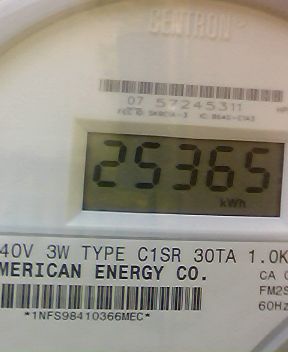 CENTRON
07 57245311
25365
kWh
40V 3W TYPE C1SR 30TA 1.0K
MERICAN ENERGY CO.
CA
FM2S
60Hz
*1NFS98410366MEC*